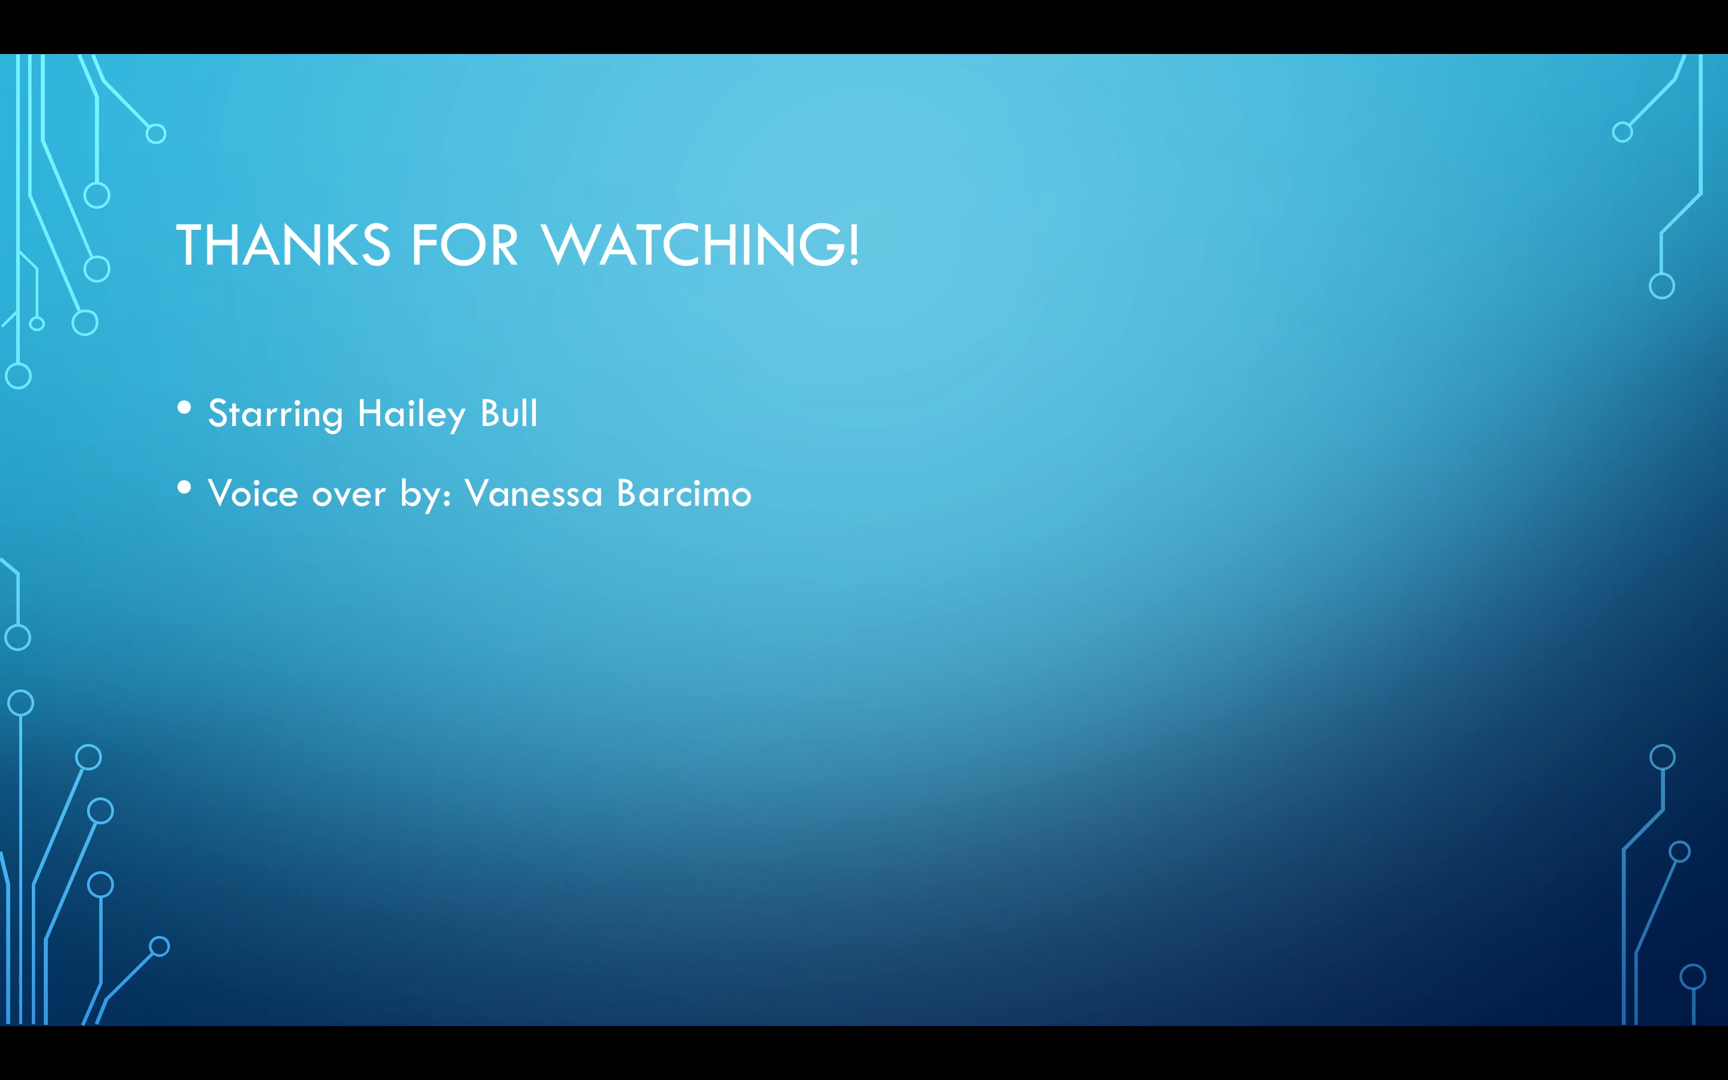 THANKS FOR WATCHING!
• Starring Hailey Bull
• Voice over by: Vanessa Barcimo